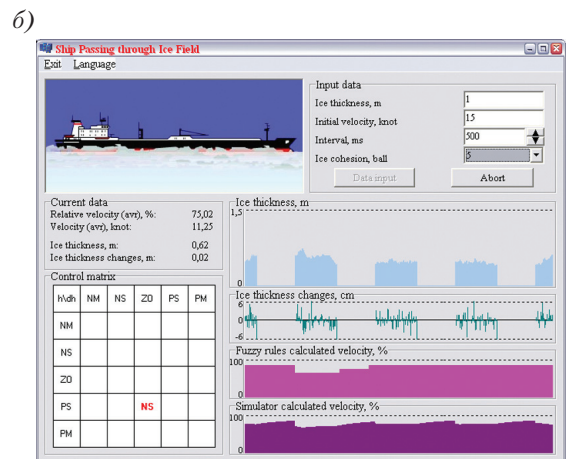 б)
Ship Passing through Ice Field
Exit Language
Input data
Ice thickness, m 1
Initial velocity, knot 15
Interval, ms 500
Ice cohesion, ball 5
Data input Abort
Current data
Relative velocity (avr), %: 75,02
Velocity (avr), knot: 11,25
Ice thickness, m: 0,62
Ice thickness changes, m: 0,02
Control matrix
h\dh NM NS ZO PS PM
NM
NS
ZO
PS NS
PM
Ice thickness, m
1,5
0
Ice thickness changes, cm
6
0
-6
Fuzzy rules calculated velocity, %
100
0
Simulator calculated velocity, %
100
0